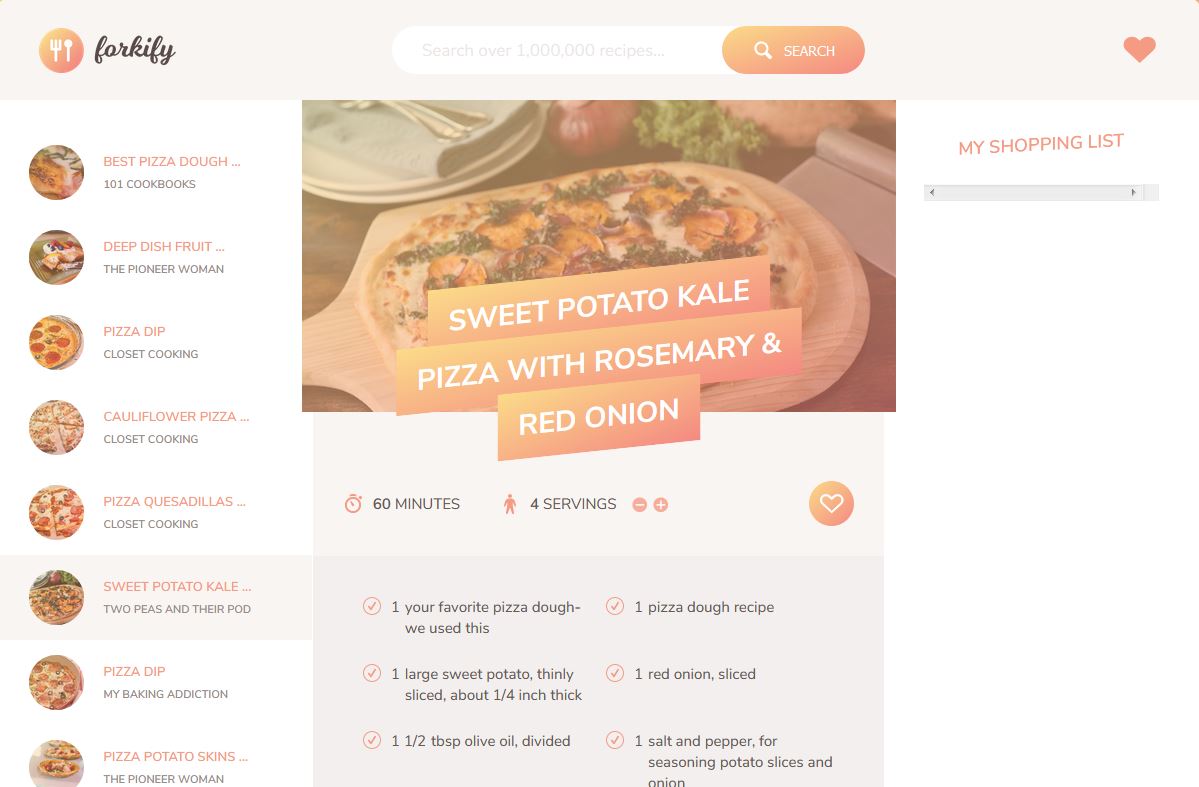 forkify
Search over 1,000,000 recipes...
SEARCH
BEST PIZZA DOUGH ...
101 COOKBOOKS
DEEP DISH FRUIT ...
THE PIONEER WOMAN
PIZZA DIP
CLOSET COOKING
CAULIFLOWER PIZZA ...
CLOSET COOKING
PIZZA QUESADILLAS ...
CLOSET COOKING
SWEET POTATO KALE ...
TWO PEAS AND THEIR POD
PIZZA DIP
MY BAKING ADDICTION
PIZZA POTATO SKINS ...
THE PIONEER WOMAN
SWEET POTATO KALE
PIZZA WITH ROSEMARY &
RED ONION
60 MINUTES
4 SERVINGS
1 your favorite pizza dough-
we used this
1 pizza dough recipe
1 large sweet potato, thinly
sliced, about 1/4 inch thick
1 red onion, sliced
1 1/2 tbsp olive oil, divided
1 salt and pepper, for
seasoning potato slices and
onion
MY SHOPPING LIST